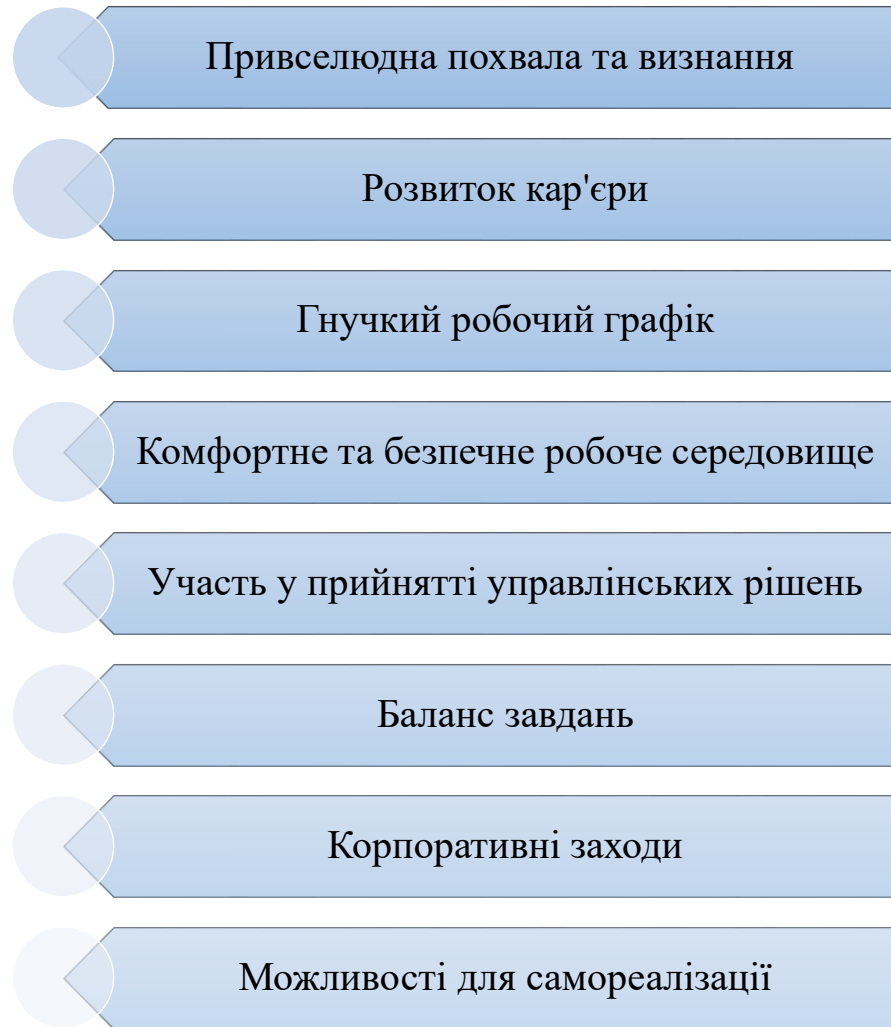 Привселюдна похвала та визнання
Розвиток кар'єри
Гнучкий робочий графік
Комфортне та безпечне робоче середовище
Участь у прийнятті управлінських рішень
Баланс завдань
Корпоративні заходи
Можливості для самореалізації